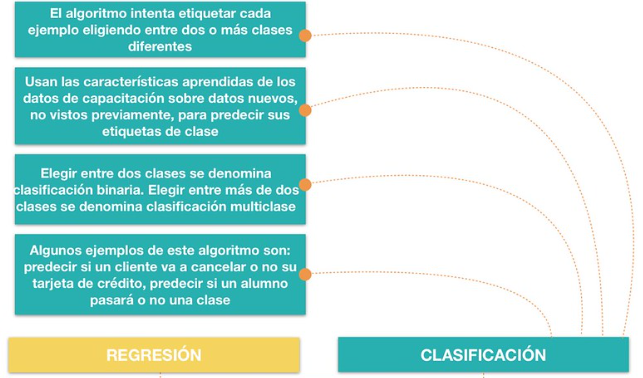 El algoritmo intenta etiquetar cada
ejemplo eligiendo entre dos o más clases
diferentes
Usan las características aprendidas de los
datos de capacitación sobre datos nuevos,
no vistos previamente, para predecir sus
etiquetas de clase
Elegir entre dos clases se denomina
clasificación binaria. Elegir entre más de dos
clases se denomina clasificación multiclase
Algunos ejemplos de este algoritmo son:
predecir si un cliente va a cancelar o no su
tarjeta de crédito, predecir si un alumno
pasará o no una clase
REGRESIÓN
CLASIFICACIÓN